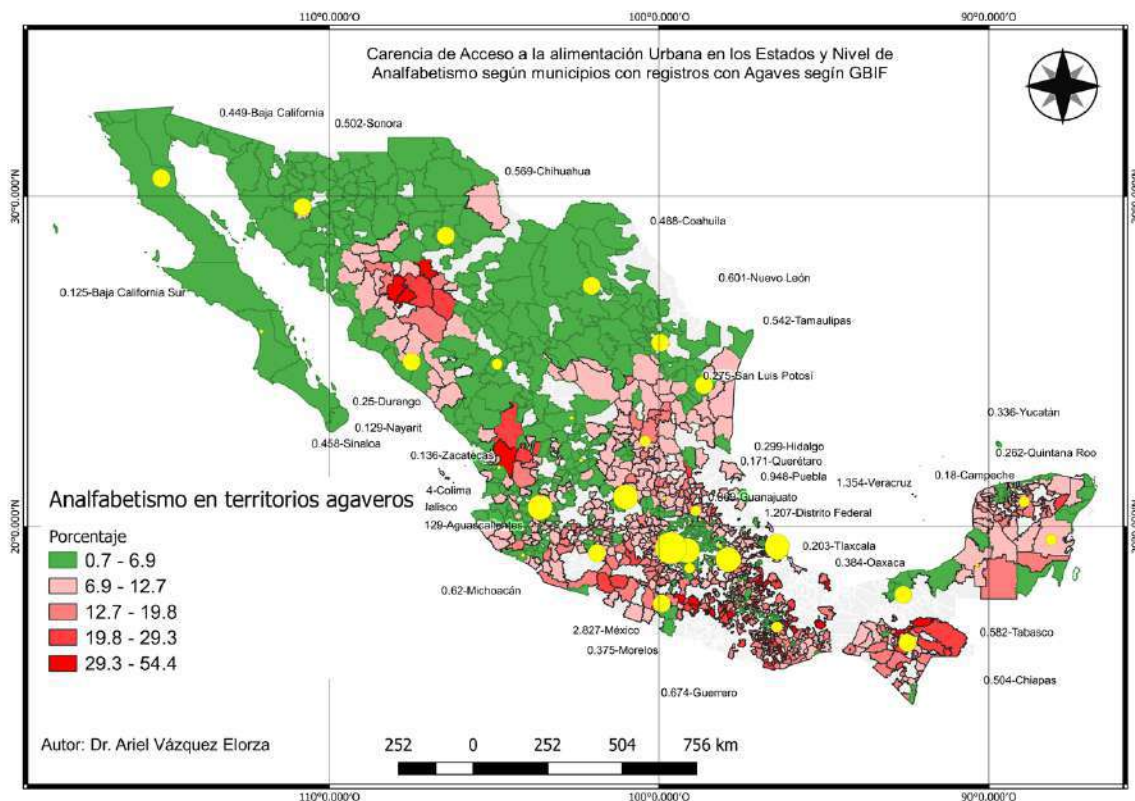 110°0.000'O 100°0.000'O 90°0.000'O
Carencia de Acceso a la alimentación Urbana en los Estados y Nivel de
Analfabetismo según municipios con registros con Agaves segín GBIF
0.449-Baja California
0.502-Sonora
0.569-Chihuahua
30°0.000'N
0.488-Coahuila
0.601-Nuevo León
0.125-Baja California Sur
0.542-Tamaulipas
0.275-San Luis Potosí
0.25-Durango
0.129-Nayarit
0.458-Sinaloa
0.336-Yucatán
0.299-Hidalgo
0.262-Quintana Roo
0.136-Zacatecas
0.171-Querétaro
0.948-Puebla
0.18-Campeche
1.354-Veracruz
4-Colima
Jalisco
Guanajuato
1.207-Distrito Federal
129-Aguascalientes
20°0.000'N
0.203-Tlaxcala
0.384-Oaxaca
0.62-Michoacán
0.582-Tabasco
2.827-México
0.375-Morelos
0.504-Chiapas
0.674-Guerrero
Analfabetismo en territorios agaveros
Porcentaje
0.7 - 6.9
6.9 - 12.7
12.7 - 19.8
19.8 - 29.3
29.3 - 54.4
Autor: Dr. Ariel Vázquez Elorza
252 0 252 504 756 km
110°0.000'O 100°0.000'O 90°0.000'O